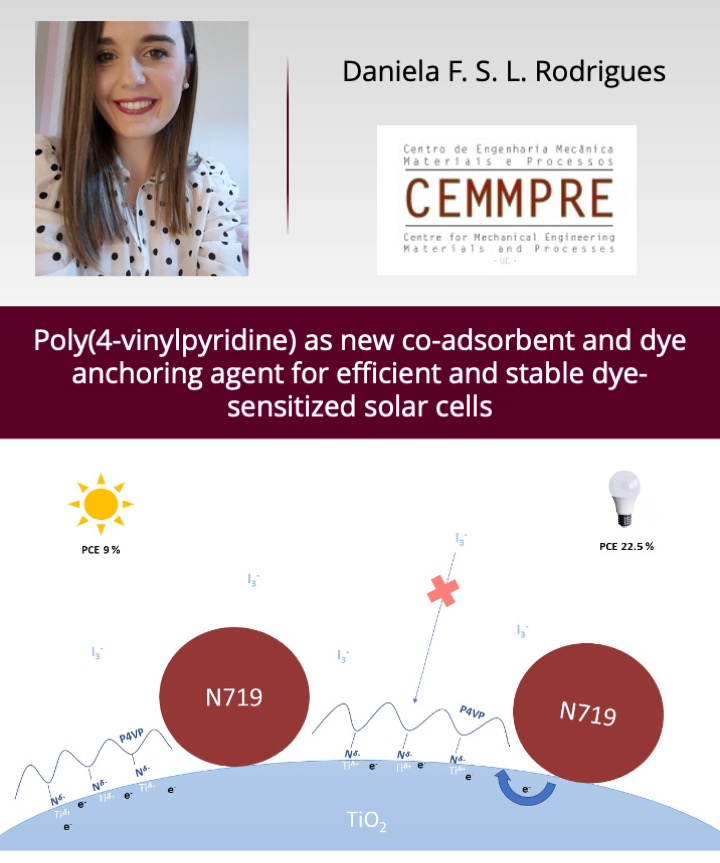 Daniela F. S. L. Rodrigues
Centro de Engenharia Mecânica
Materiais e Processos
CEMMPRE
Centre for Mechanical Engineering
Materials and Processes
- UC -
Poly(4-vinylpyridine) as new co-adsorbent and dye
anchoring agent for efficient and stable dye-
sensitized solar cells
PCE 9 %
PCE 22.5 %
I₃⁻
I₃⁻
I₃⁻
I₃⁻
I₃⁻
N719
N719
P4VP
P4VP
Nδ-
Nδ-
Nδ-
Nδ-
Nδ-
Nδ-
Tiδ+
Tiδ+
Tiδ+
Tiδ+
Tiδ+
Tiδ+
e⁻
e⁻
e⁻
e⁻
e⁻
e⁻
e
e⁻
TiO₂